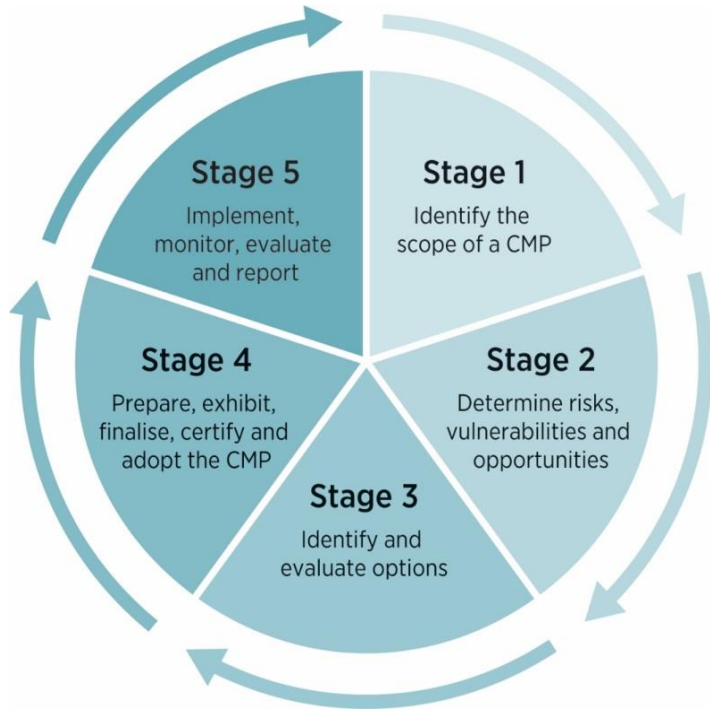 Stage 1
Identify the
scope of a CMP
Stage 2
Determine risks,
vulnerabilities and
opportunities
Stage 3
Identify and
evaluate options
Stage 4
Prepare, exhibit,
finalise, certify and
adopt the CMP
Stage 5
Implement,
monitor, evaluate
and report